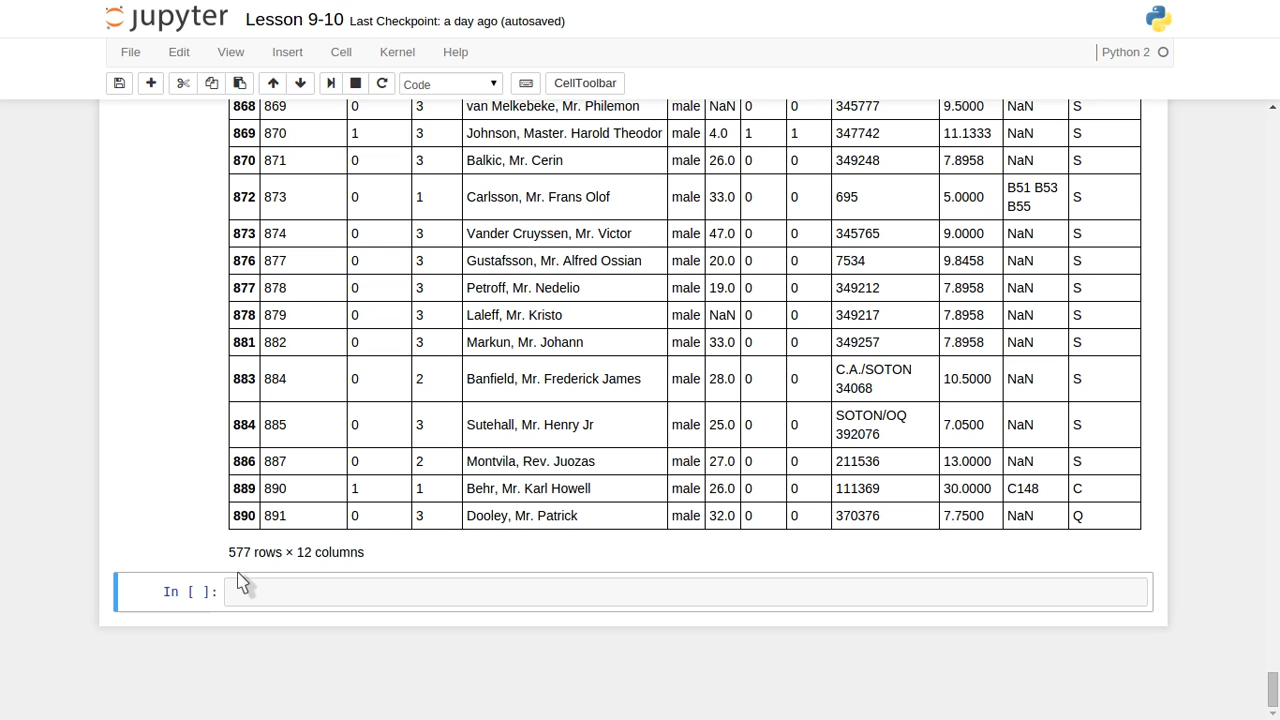 jupyter Lesson 9-10 Last Checkpoint: a day ago (autosaved)
File Edit View Insert Cell Kernel Help Python 2
Code CellToolbar
868 869 0 3 van Melkebeke, Mr. Philemon male NaN 0 0 345777 9.5000 NaN S
869 870 1 3 Johnson, Master. Harold Theodor male 4.0 1 1 347742 11.1333 NaN S
870 871 0 3 Balkic, Mr. Cerin male 26.0 0 0 349248 7.8958 NaN S
872 873 0 1 Carlsson, Mr. Frans Olof male 33.0 0 0 695 5.0000 B51 B53
B55 S
873 874 0 3 Vander Cruyssen, Mr. Victor male 47.0 0 0 345765 9.0000 NaN S
876 877 0 3 Gustafsson, Mr. Alfred Ossian male 20.0 0 0 7534 9.8458 NaN S
877 878 0 3 Petroff, Mr. Nedelio male 19.0 0 0 349212 7.8958 NaN S
878 879 0 3 Laleff, Mr. Kristo male NaN 0 0 349217 7.8958 NaN S
881 882 0 3 Markun, Mr. Johann male 33.0 0 0 349257 7.8958 NaN S
883 884 0 2 Banfield, Mr. Frederick James male 28.0 0 0 C.A./SOTON
34068 10.5000 NaN S
884 885 0 3 Sutehall, Mr. Henry Jr male 25.0 0 0 SOTON/OQ
392076 7.0500 NaN S
886 887 0 2 Montvila, Rev. Juozas male 27.0 0 0 211536 13.0000 NaN S
889 890 1 1 Behr, Mr. Karl Howell male 26.0 0 0 111369 30.0000 C148 C
890 891 0 3 Dooley, Mr. Patrick male 32.0 0 0 370376 7.7500 NaN Q
577 rows × 12 columns
In [ ]: